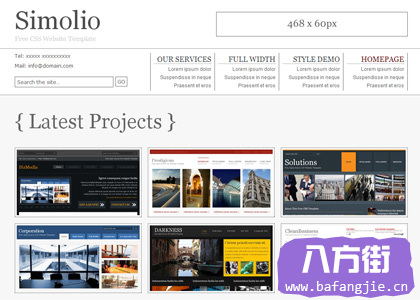 Simolio
Free CSS Website Template
468 x 60px
Tel: xxxxx xxxxxxxxxx
Mail: info@domain.com
Search the site...
GO
OUR SERVICES
Lorem ipsum dolor
Suspendisse in neque
Praesent et eros
FULL WIDTH
Lorem ipsum dolor
Suspendisse in neque
Praesent et eros
STYLE DEMO
Lorem ipsum dolor
Suspendisse in neque
Praesent et eros
HOMEPAGE
Lorem ipsum dolor
Suspendisse in neque
Praesent et eros
{ Latest Projects }
BizMedia
Prestigious
Solutions
Corporation
DARKNESS
CleanBusiness
八方街
www.bafangjie.cn